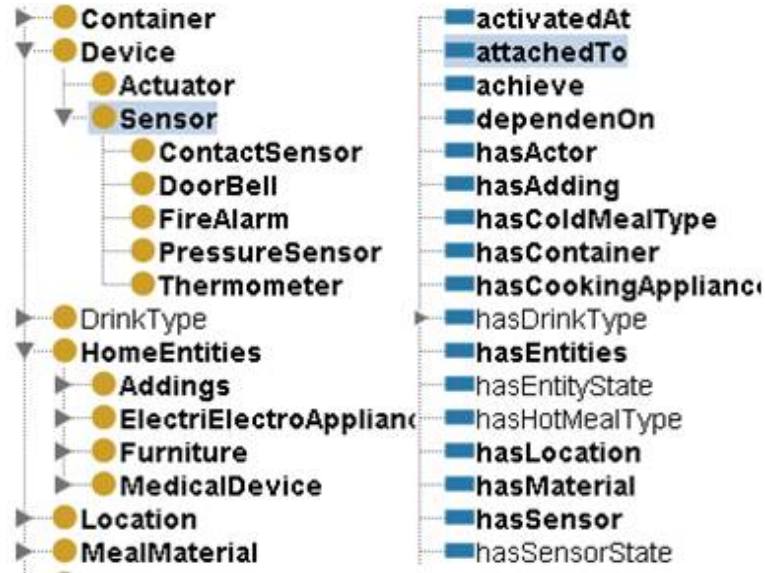 Container
Device
Actuator
Sensor
ContactSensor
DoorBell
FireAlarm
PressureSensor
Thermometer
DrinkType
HomeEntities
Addings
ElectriElectroApplianc
Furniture
MedicalDevice
Location
MealMaterial
activatedAt
attachedTo
achieve
dependenOn
hasActor
hasAdding
hasColdMealType
hasContainer
hasCookingAppliance
hasDrinkType
hasEntities
hasEntityState
hasHotMealType
hasLocation
hasMaterial
hasSensor
hasSensorState